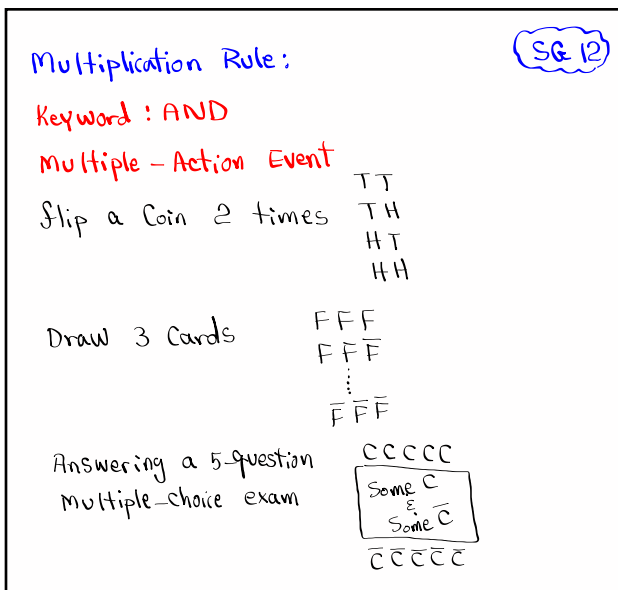 Multiplication Rule:
SG 12
Keyword: AND
Multiple-Action Event
flip a Coin 2 times
TT
TH
HT
HH
Draw 3 Cards
FFF
FF̅F̅
⋮
F̅F̅F̅
Answering a 5-question
Multiple-choice exam
CCCCC
Some C
&
Some C̅
C̅C̅C̅C̅C̅